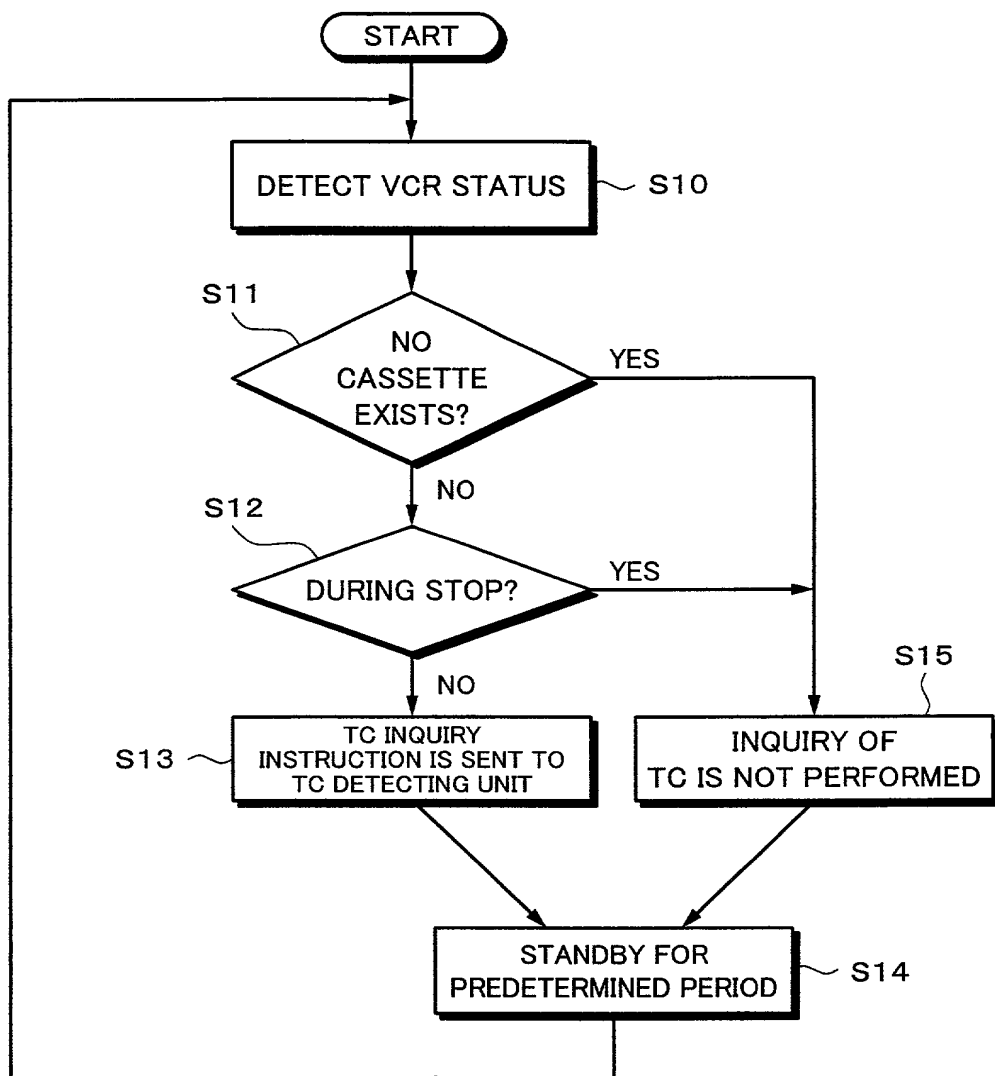 START
DETECT VCR STATUS
S10
S11
NO
CASSETTE
EXISTS?
YES
NO
S12
DURING STOP?
YES
NO
S13
TC INQUIRY
INSTRUCTION IS SENT TO
TC DETECTING UNIT
S15
INQUIRY OF
TC IS NOT PERFORMED
STANDBY FOR
PREDETERMINED PERIOD
S14